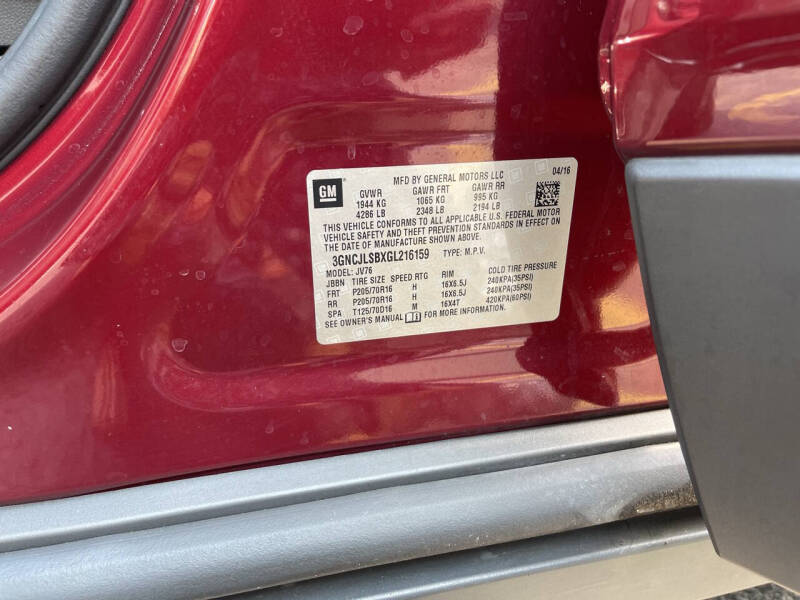 GM
MFD BY GENERAL MOTORS LLC 04/16
GVWR GAWR FRT GAWR RR
1944 KG 1065 KG 995 KG
4286 LB 2348 LB 2194 LB
THIS VEHICLE CONFORMS TO ALL APPLICABLE U.S. FEDERAL MOTOR
VEHICLE SAFETY AND THEFT PREVENTION STANDARDS IN EFFECT ON
THE DATE OF MANUFACTURE SHOWN ABOVE.
3GNCJLSBXGL216159 TYPE: M.P.V.
MODEL: JV76
JBBN TIRE SIZE SPEED RTG RIM COLD TIRE PRESSURE
FRT P205/70R16 H 16X6.5J 240KPA(35PSI)
RR P205/70R16 H 16X6.5J 240KPA(35PSI)
SPA T125/70D16 M 16X4T 420KPA(60PSI)
SEE OWNER'S MANUAL FOR MORE INFORMATION.